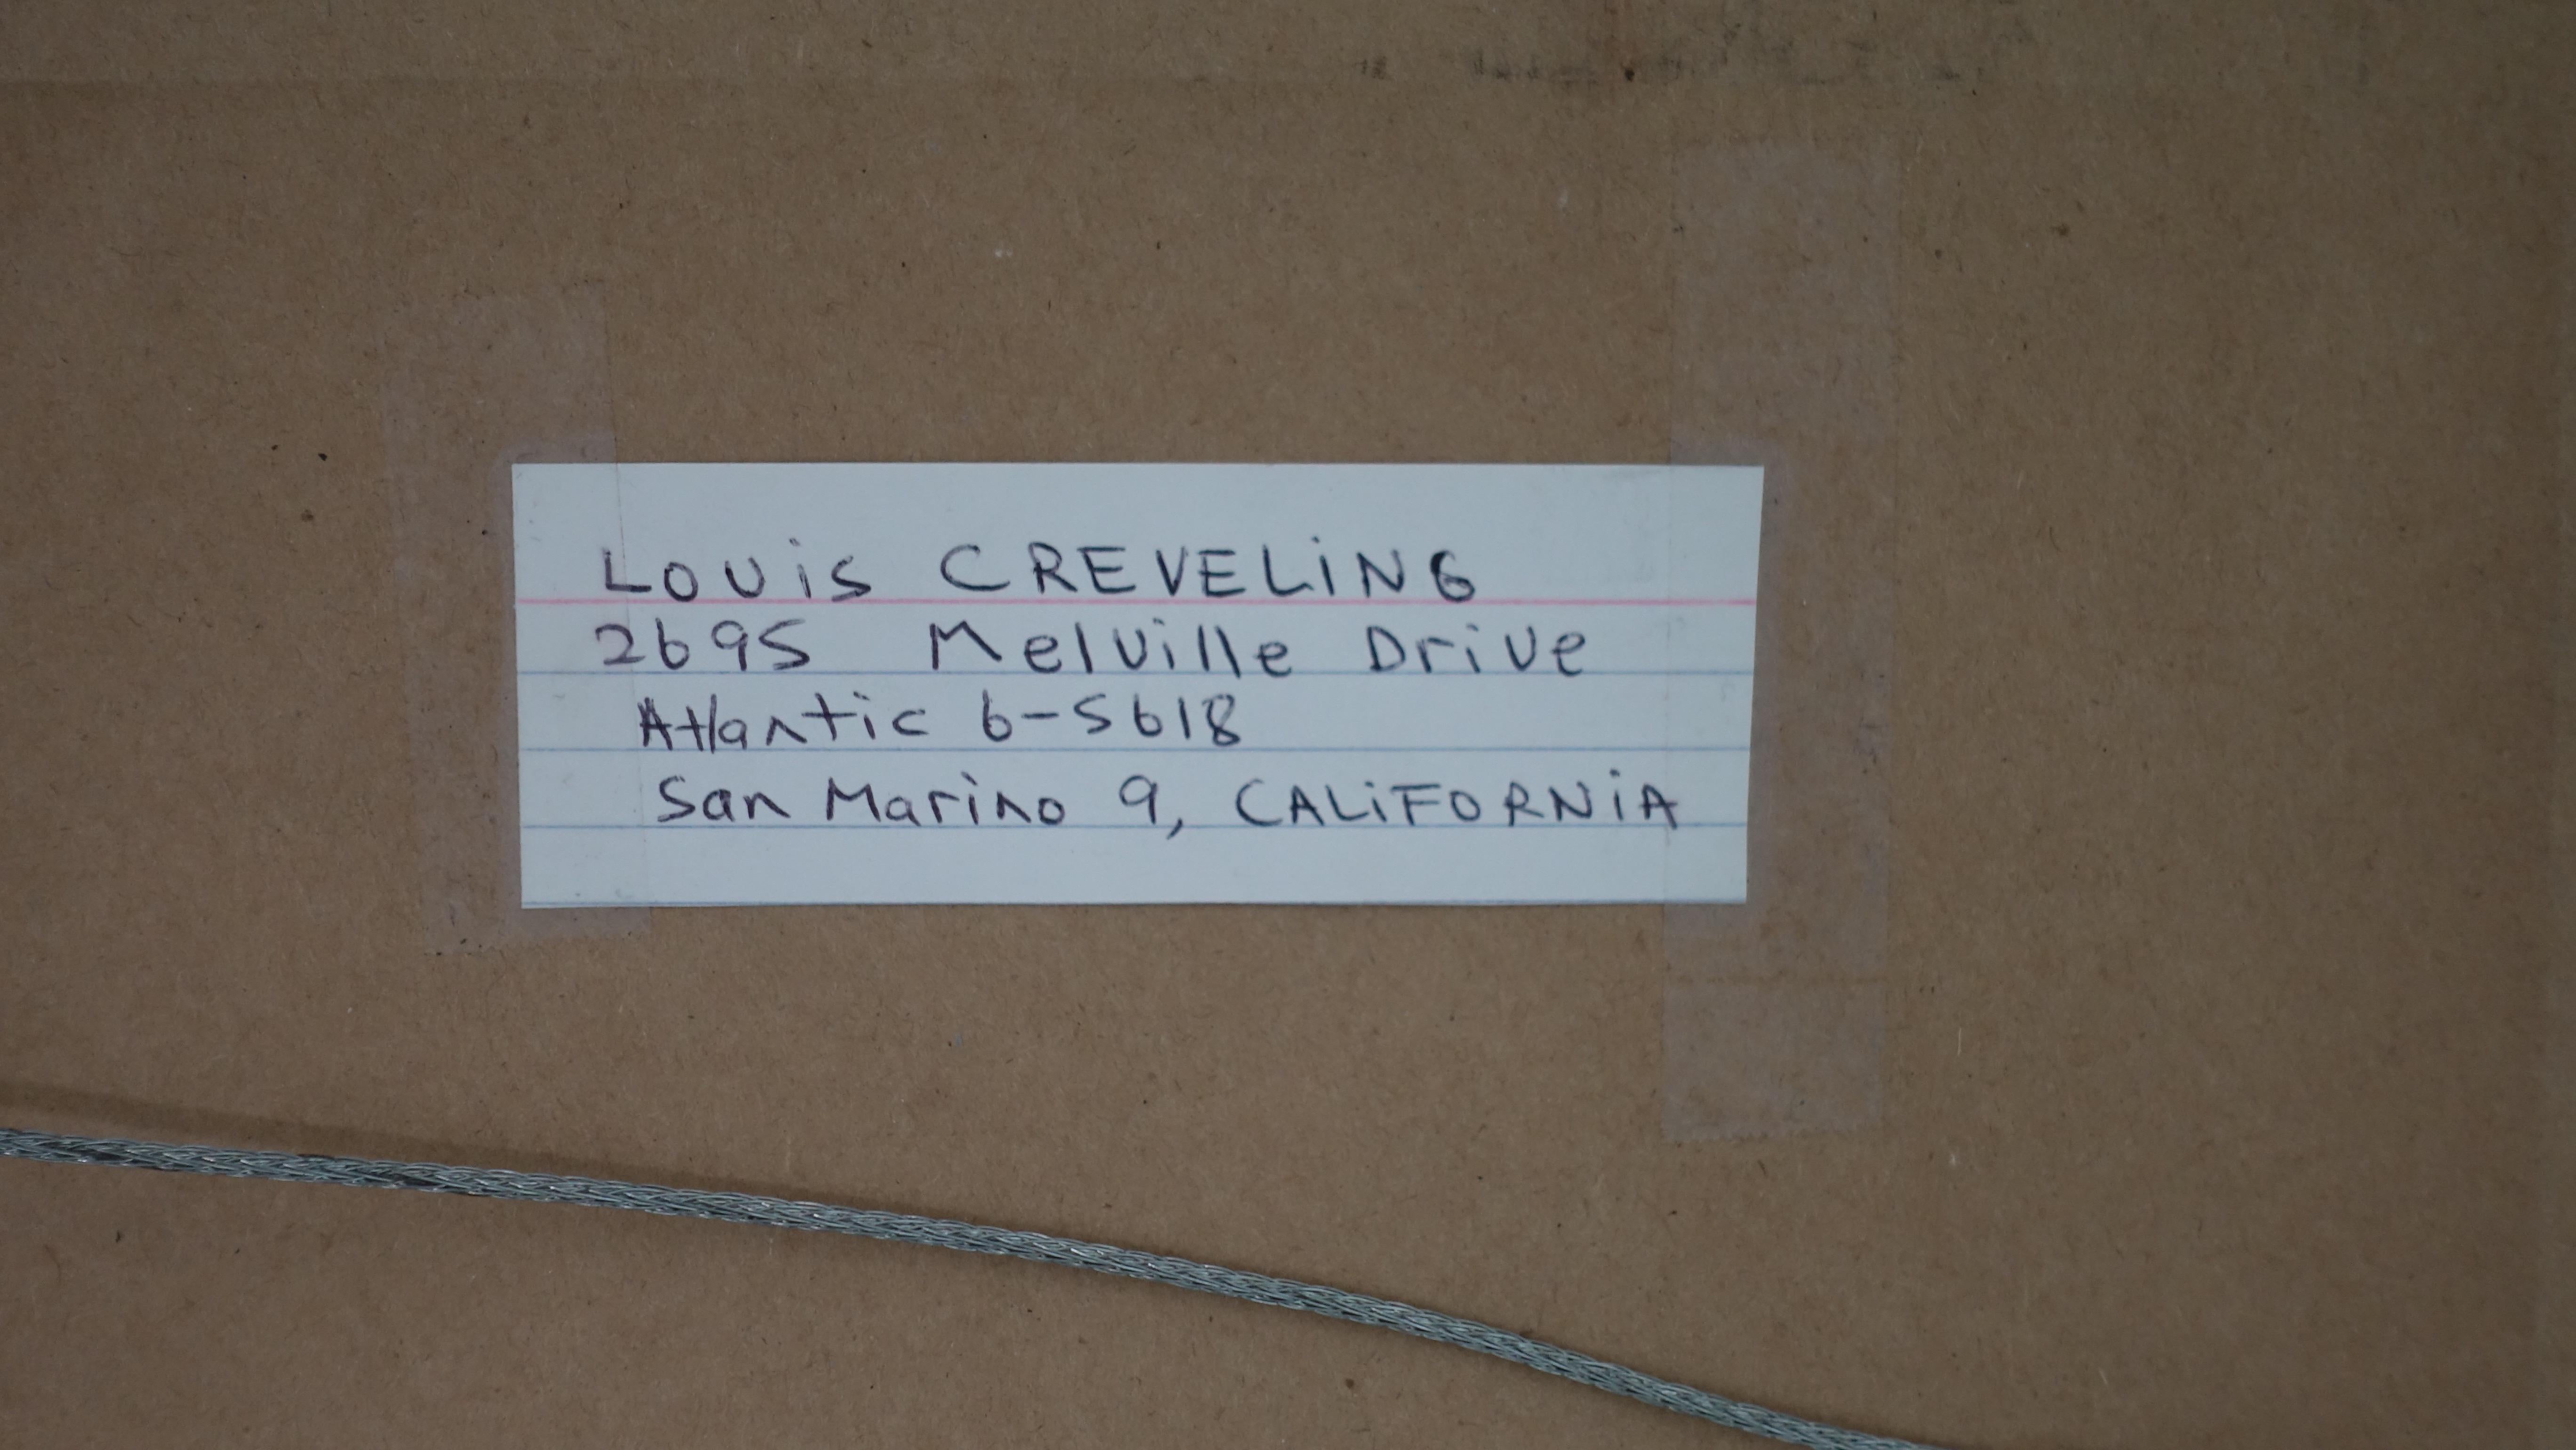 LOUiS CREVELiNG
2695 Melville Drive
Atlantic 6-5618
San Marino 9, CALiFORNiA